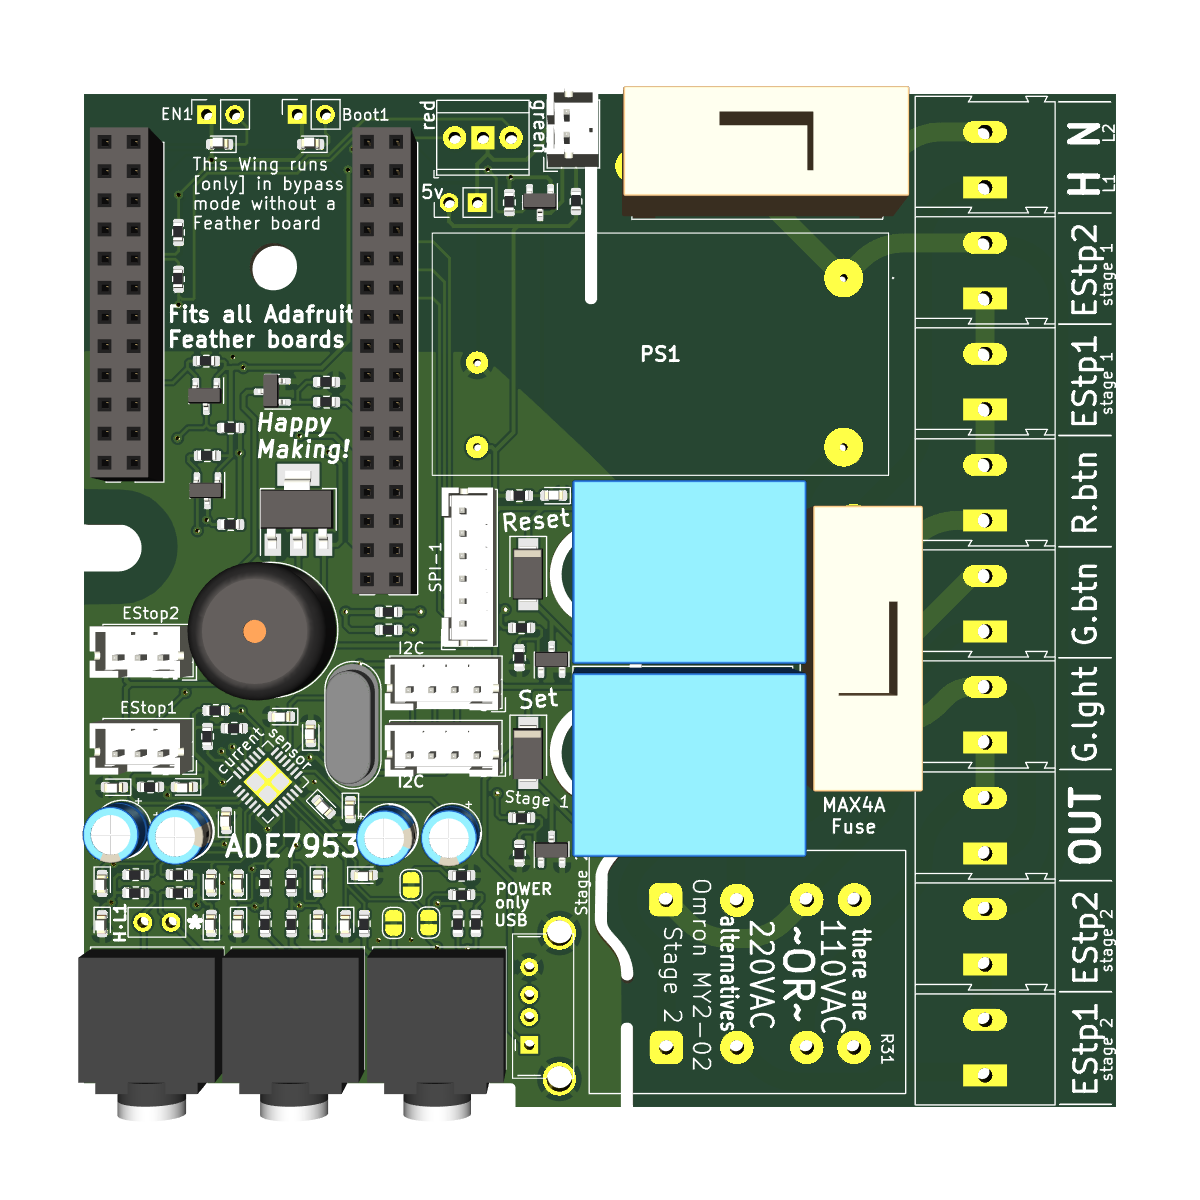 EN1
Boot1
red
green
This Wing runs
[only] in bypass
mode without a
Feather board
5v
Fits all Adafruit
Feather boards
Happy
Making!
PS1
H N
L1 L2
EStp2
stage 1
EStp1
stage 1
R.btn
G.btn
G.lght
OUT
EStp2
stage 2
EStp1
stage 2
Reset
SPI-1
EStop2
I2C
Set
EStop1
current sensor
I2C
Stage 1
MAX4A
Fuse
ADE7953
POWER
only
USB
Stage
H.L1
*
Stage 2
Omron MY2-02
alternatives
220VAC
~OR~
110VAC
there are
R31